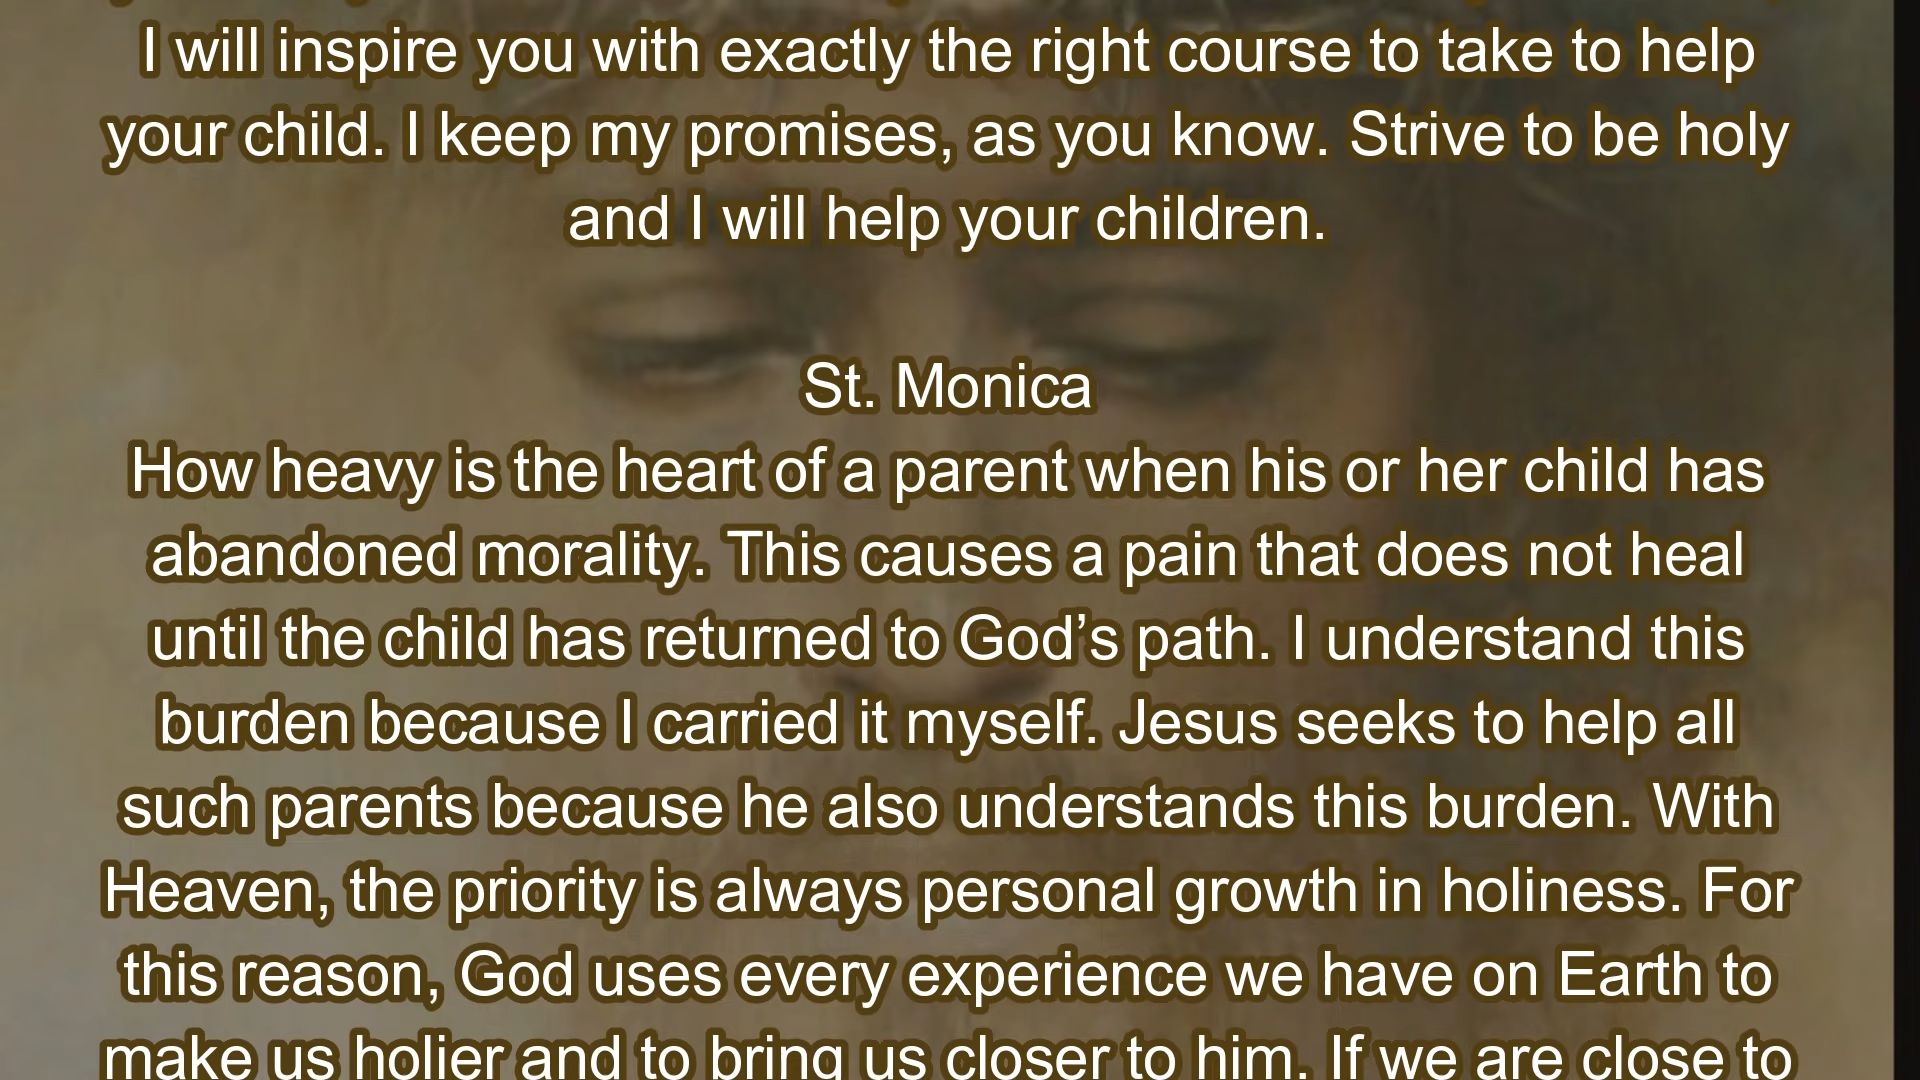 I will inspire you with exactly the right course to take to help
your child. I keep my promises, as you know. Strive to be holy
and I will help your children.
St. Monica
How heavy is the heart of a parent when his or her child has
abandoned morality. This causes a pain that does not heal
until the child has returned to God’s path. I understand this
burden because I carried it myself. Jesus seeks to help all
such parents because he also understands this burden. With
Heaven, the priority is always personal growth in holiness. For
this reason, God uses every experience we have on Earth to
make us holier and to bring us closer to him. If we are close to